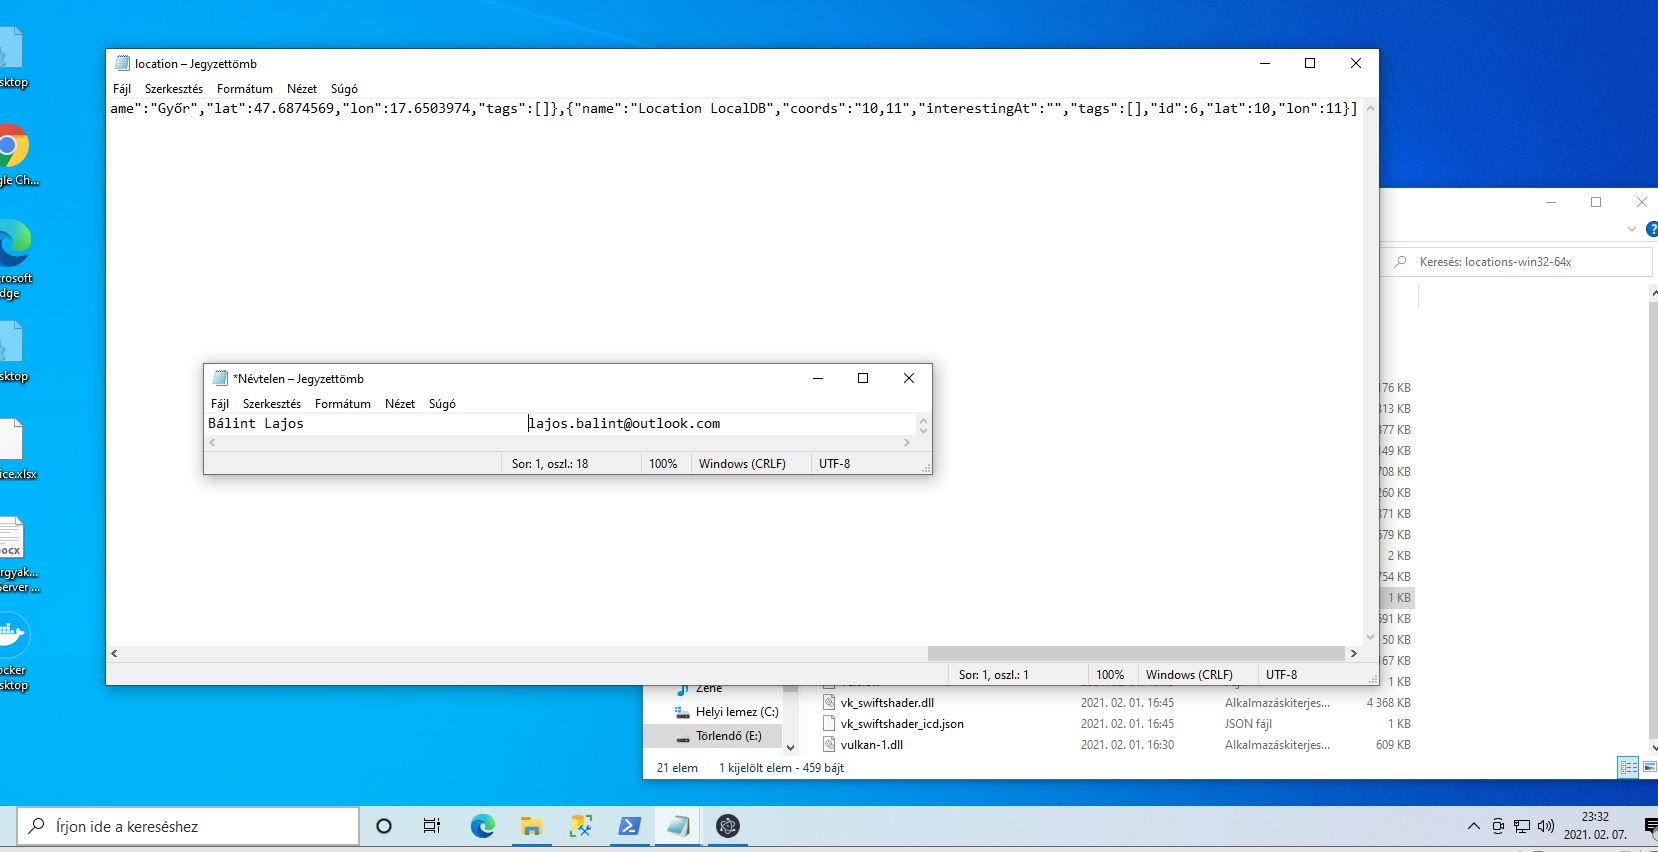 sktop
gle Ch...
rosoft
dge
sktop
ice.xlsx
OCX
rgyak...
Server ...
ocker
sktop
location – Jegyzettömb
Fájl Szerkesztés Formátum Nézet Súgó
ame":"Győr","lat":47.6874569,"lon":17.6503974,"tags":[]},{"name":"Location LocalDB","coords":"10,11","interestingAt":"","tags":[],"id":6,"lat":10,"lon":11}]
Sor: 1, oszl.: 1 100% Windows (CRLF) UTF-8
*Névtelen – Jegyzettömb
Fájl Szerkesztés Formátum Nézet Súgó
Bálint Lajos lajos.balint@outlook.com
Sor: 1, oszl.: 18 100% Windows (CRLF) UTF-8
?
Keresés: locations-win32-64x
76 KB
313 KB
377 KB
149 KB
708 KB
260 KB
371 KB
579 KB
2 KB
754 KB
1 KB
591 KB
50 KB
67 KB
1 KB
Zene
Helyi lemez (C:)
Törlendő (E:)
vk_swiftshader.dll 2021. 02. 01. 16:45 Alkalmazáskiterjes... 4 368 KB
vk_swiftshader_icd.json 2021. 02. 01. 16:45 JSON fájl 1 KB
vulkan-1.dll 2021. 02. 01. 16:30 Alkalmazáskiterjes... 609 KB
21 elem 1 kijelölt elem - 459 bájt
Írjon ide a kereséshez
23:32
2021. 02. 07.